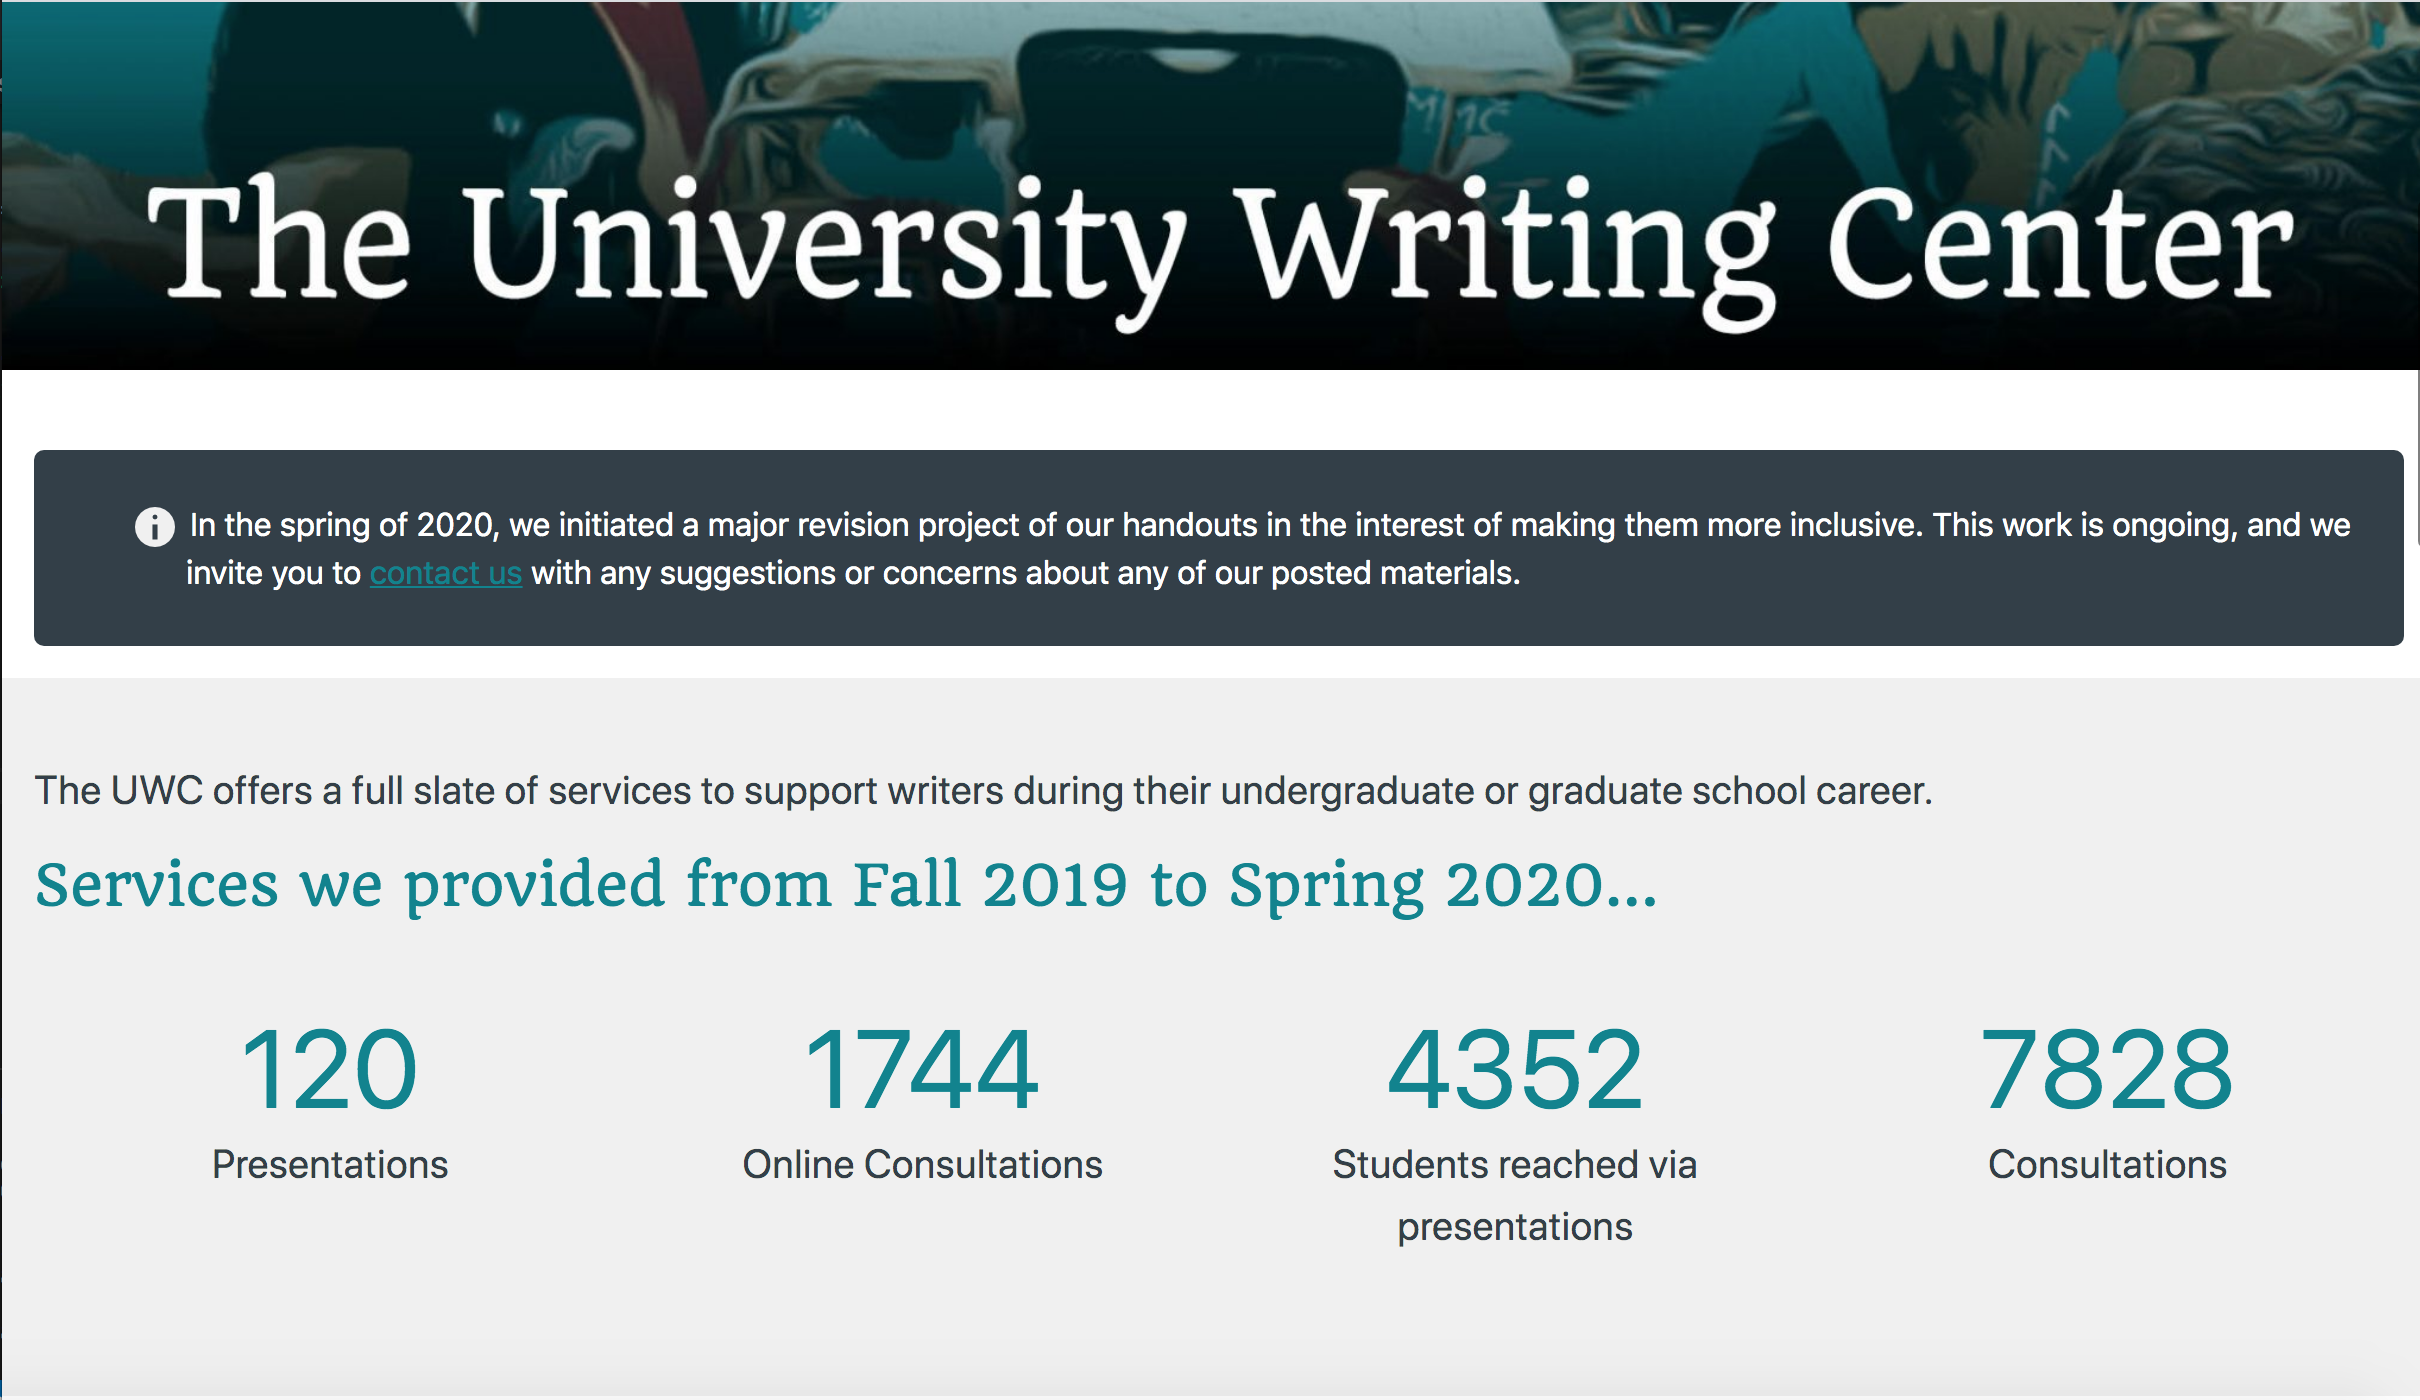 The University Writing Center
In the spring of 2020, we initiated a major revision project of our handouts in the interest of making them more inclusive. This work is ongoing, and we
invite you to contact us with any suggestions or concerns about any of our posted materials.
The UWC offers a full slate of services to support writers during their undergraduate or graduate school career.
Services we provided from Fall 2019 to Spring 2020...
120
Presentations
1744
Online Consultations
4352
Students reached via
presentations
7828
Consultations